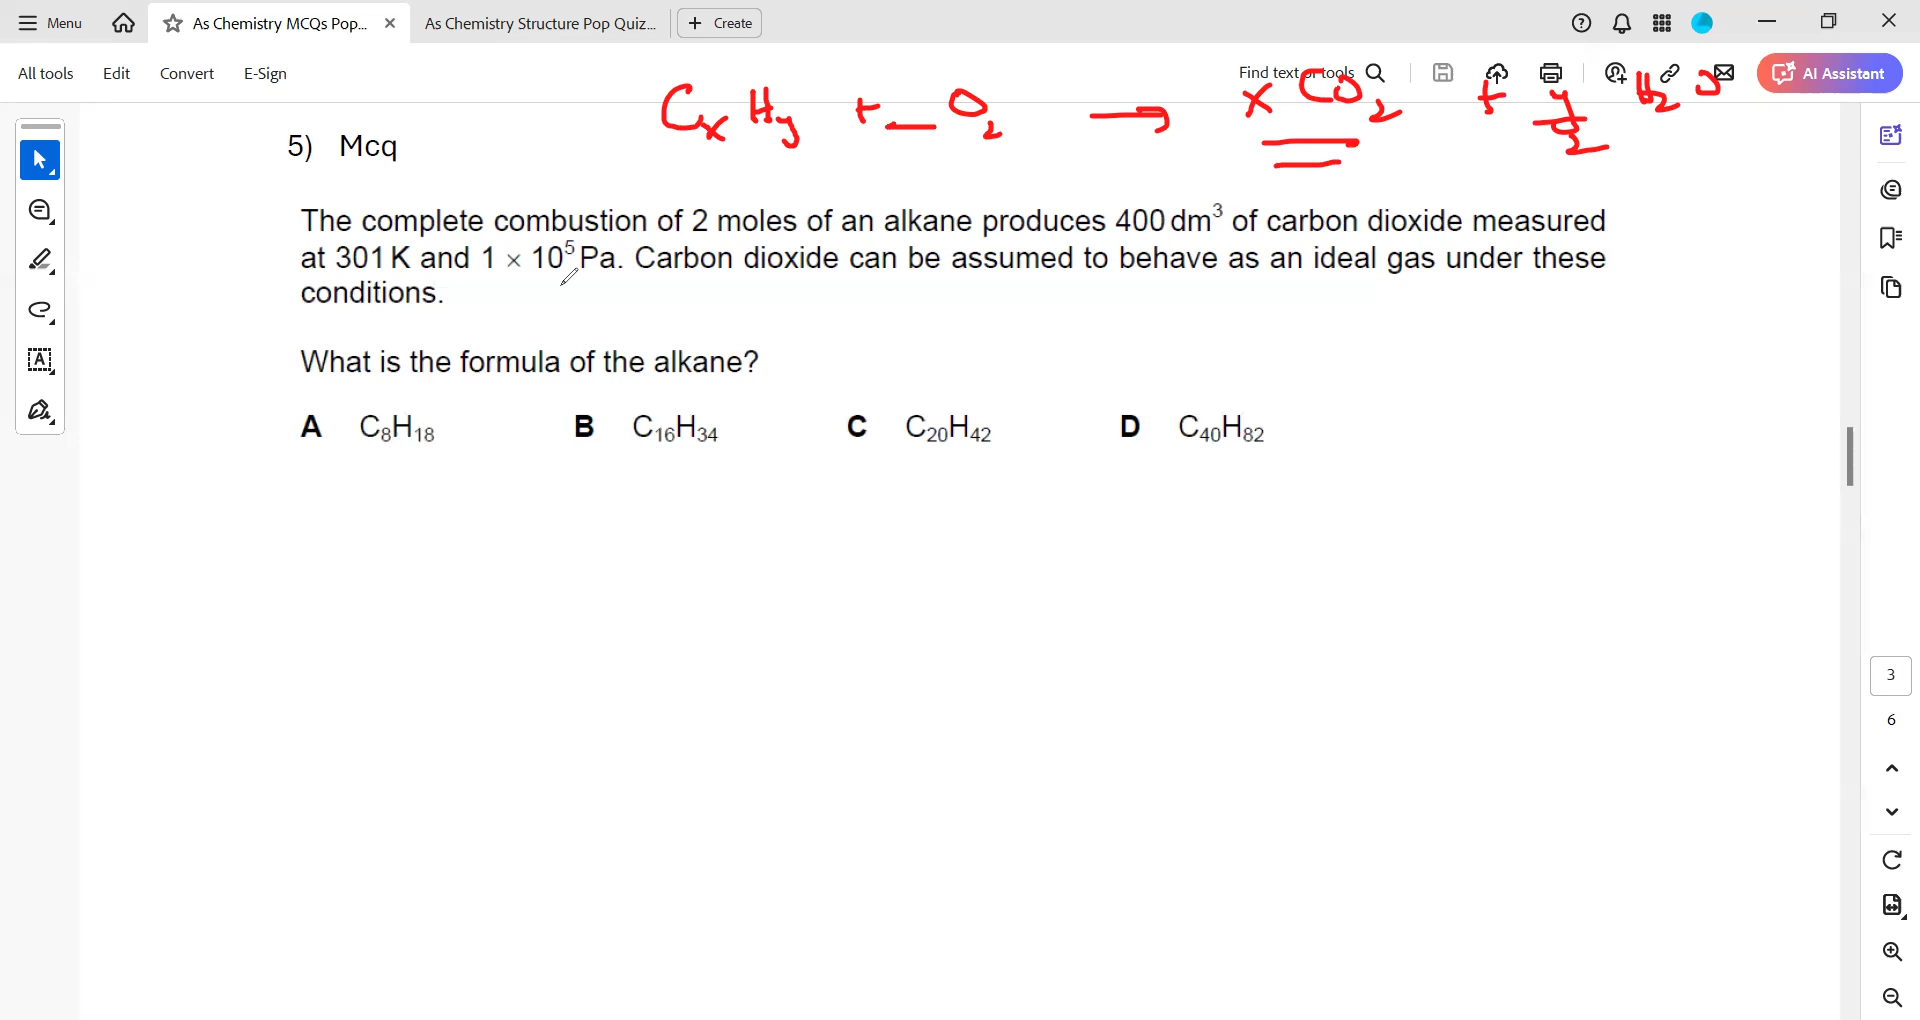 Menu
As Chemistry MCQs Pop...
As Chemistry Structure Pop Quiz...
+ Create
All tools
Edit
Convert
E-Sign
Find text or tools
AI Assistant
CxHy + _ O2 → x CO2 + y/2 H2O
5) Mcq
The complete combustion of 2 moles of an alkane produces 400 dm³ of carbon dioxide measured
at 301 K and 1 × 10⁵ Pa. Carbon dioxide can be assumed to behave as an ideal gas under these
conditions.
What is the formula of the alkane?
A C₈H₁₈ B C₁₆H₃₄ C C₂₀H₄₂ D C₄₀H₈₂
3
6